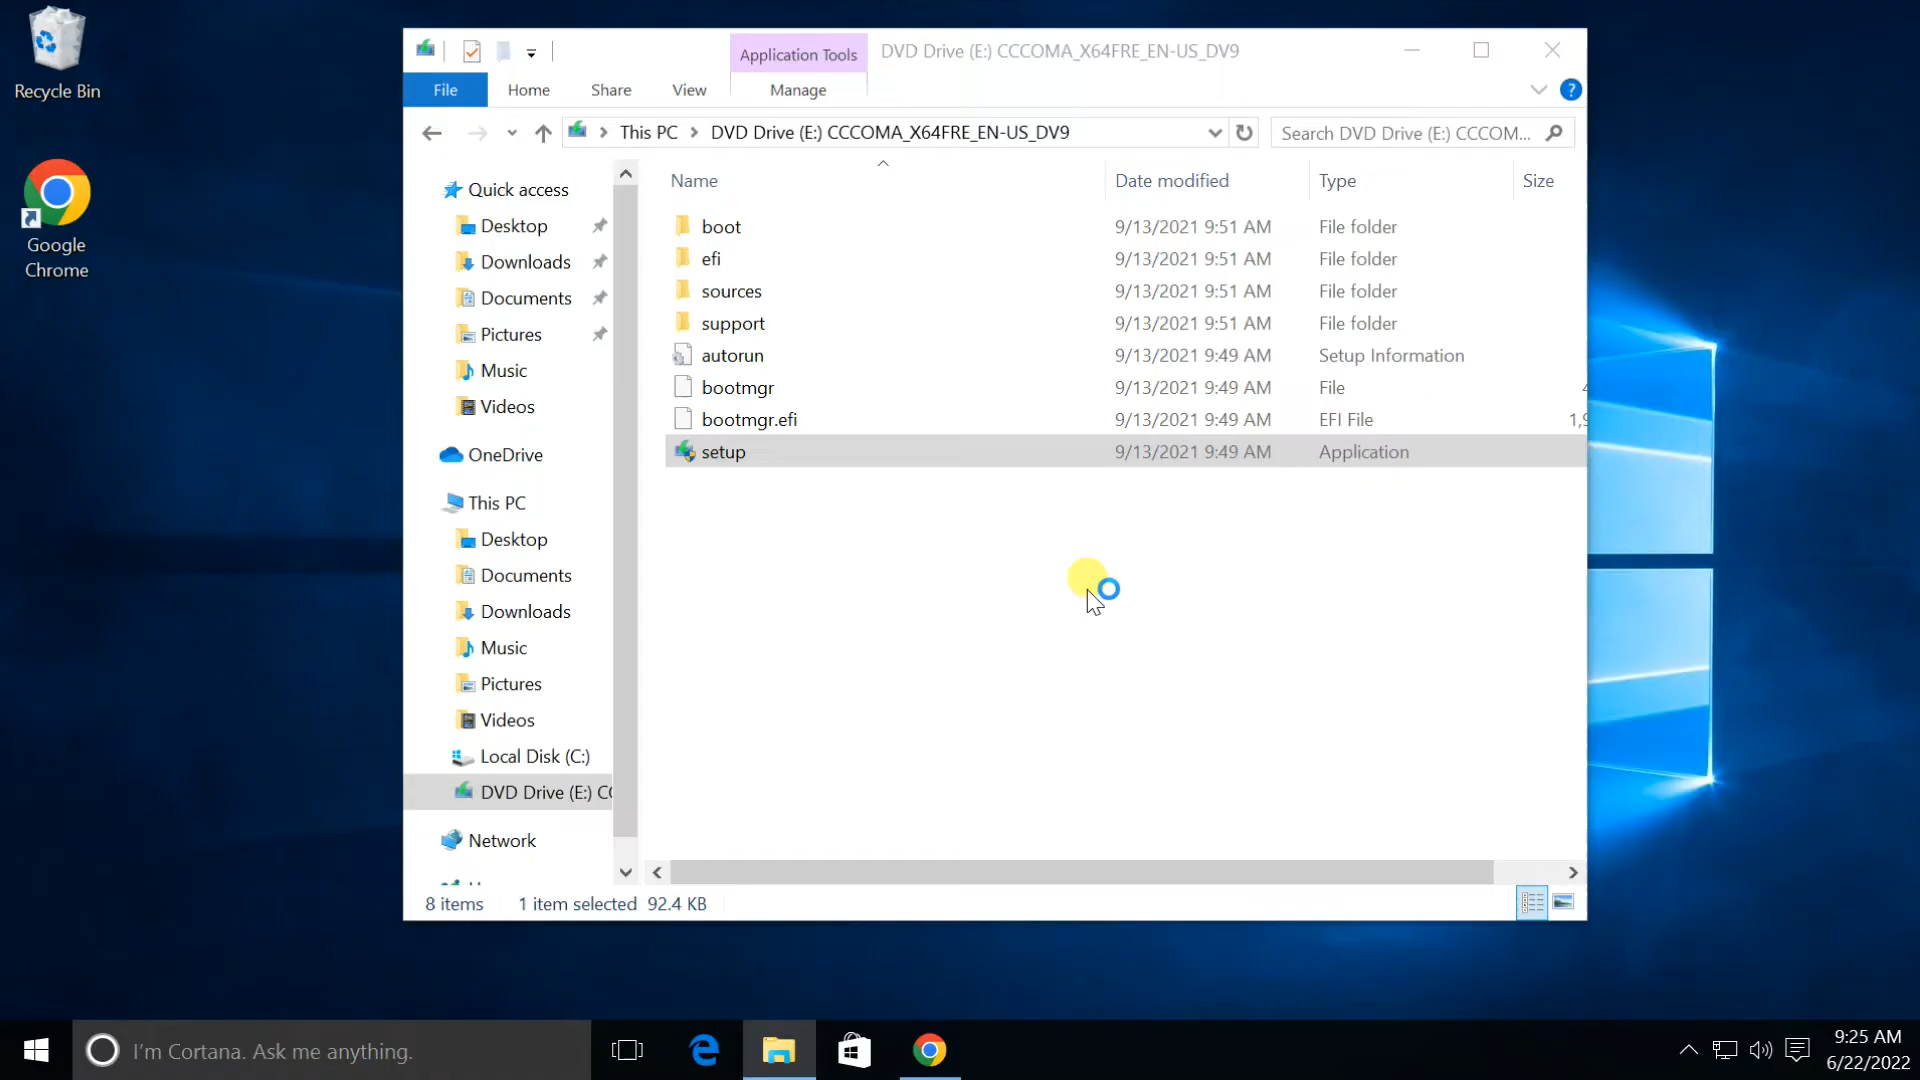 Recycle Bin
Google
Chrome
Application Tools
DVD Drive (E:) CCCOMA_X64FRE_EN-US_DV9
File
Home
Share
View
Manage
?
This PC
DVD Drive (E:) CCCOMA_X64FRE_EN-US_DV9
Search DVD Drive (E:) CCCOM...
Quick access
Desktop
Downloads
Documents
Pictures
Music
Videos
OneDrive
This PC
Desktop
Documents
Downloads
Music
Pictures
Videos
Local Disk (C:)
DVD Drive (E:) CC
Network
Name Date modified Type Size
boot 9/13/2021 9:51 AM File folder
efi 9/13/2021 9:51 AM File folder
sources 9/13/2021 9:51 AM File folder
support 9/13/2021 9:51 AM File folder
autorun 9/13/2021 9:49 AM Setup Information
bootmgr 9/13/2021 9:49 AM File
bootmgr.efi 9/13/2021 9:49 AM EFI File
setup 9/13/2021 9:49 AM Application
8 items 1 item selected 92.4 KB
I'm Cortana. Ask me anything.
9:25 AM
6/22/2022